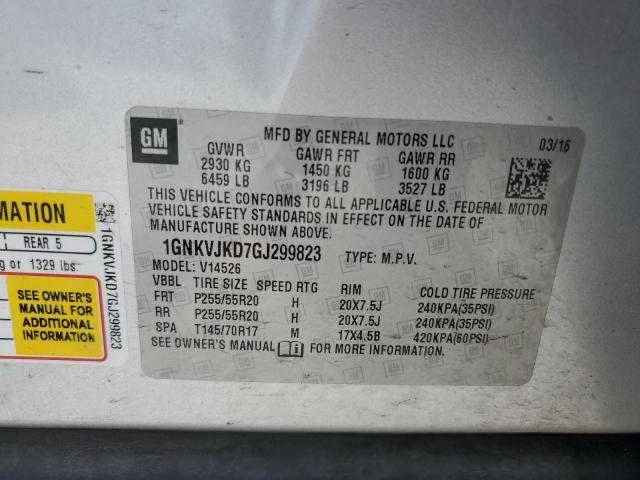 GM
MFD BY GENERAL MOTORS LLC
03/16
GVWR GAWR FRT GAWR RR
2930 KG 1450 KG 1600 KG
6459 LB 3196 LB 3527 LB
THIS VEHICLE CONFORMS TO ALL APPLICABLE U.S. FEDERAL MOTOR
VEHICLE SAFETY STANDARDS IN EFFECT ON THE DATE OF
MANUFACTURE SHOWN ABOVE.
1GNKVJKD7GJ299823 TYPE: M.P.V.
MODEL: V14526
VBBL TIRE SIZE SPEED RTG RIM COLD TIRE PRESSURE
FRT P255/55R20 H 20X7.5J 240KPA(35PSI)
RR P255/55R20 H 20X7.5J 240KPA(35PSI)
SPA T145/70R17 M 17X4.5B 420KPA(60PSI)
SEE OWNER'S MANUAL FOR MORE INFORMATION.
REAR 5
or 1329 lbs.
SEE OWNER'S
MANUAL FOR
ADDITIONAL
INFORMATION
1GNKVJKD7GJ299823